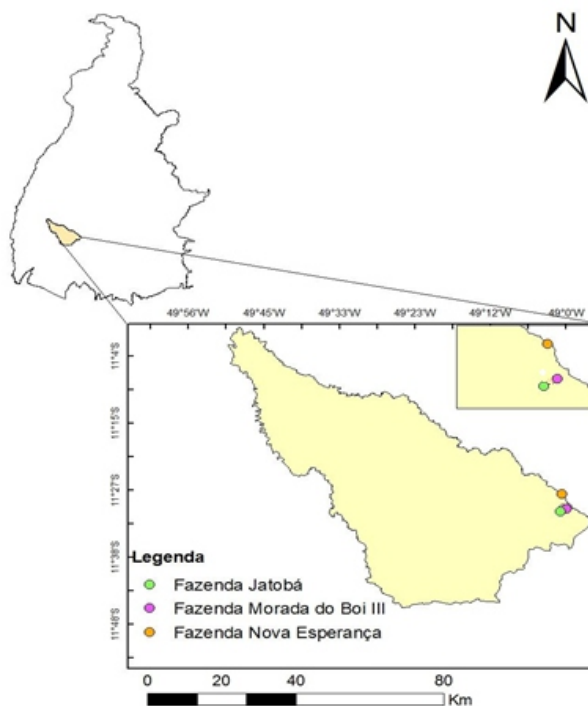 N
49°56'W 49°45'W 49°33'W 49°23'W 49°12'W 49°0'W
11°4'S
11°15'S
11°27'S
11°38'S
11°48'S
Legenda
Fazenda Jatobá
Fazenda Morada do Boi III
Fazenda Nova Esperança
0 20 40 80
Km